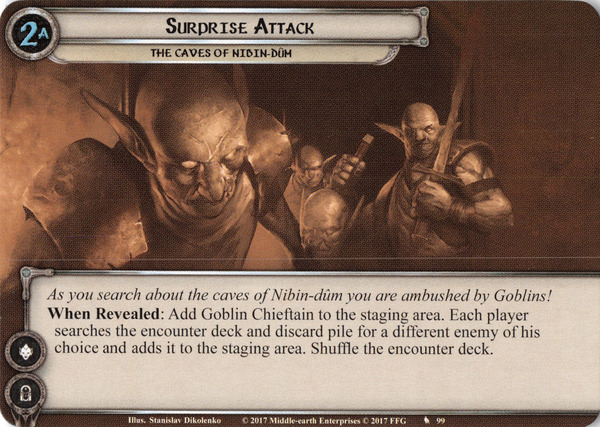 2A
Surprise Attack
The Caves of Nibin-dûm
As you search about the caves of Nibin-dûm you are ambushed by Goblins!
When Revealed: Add Goblin Chieftain to the staging area. Each player
searches the encounter deck and discard pile for a different enemy of his
choice and adds it to the staging area. Shuffle the encounter deck.
Illus. Stanislav Dikolenko © 2017 Middle-earth Enterprises © 2017 FFG 99